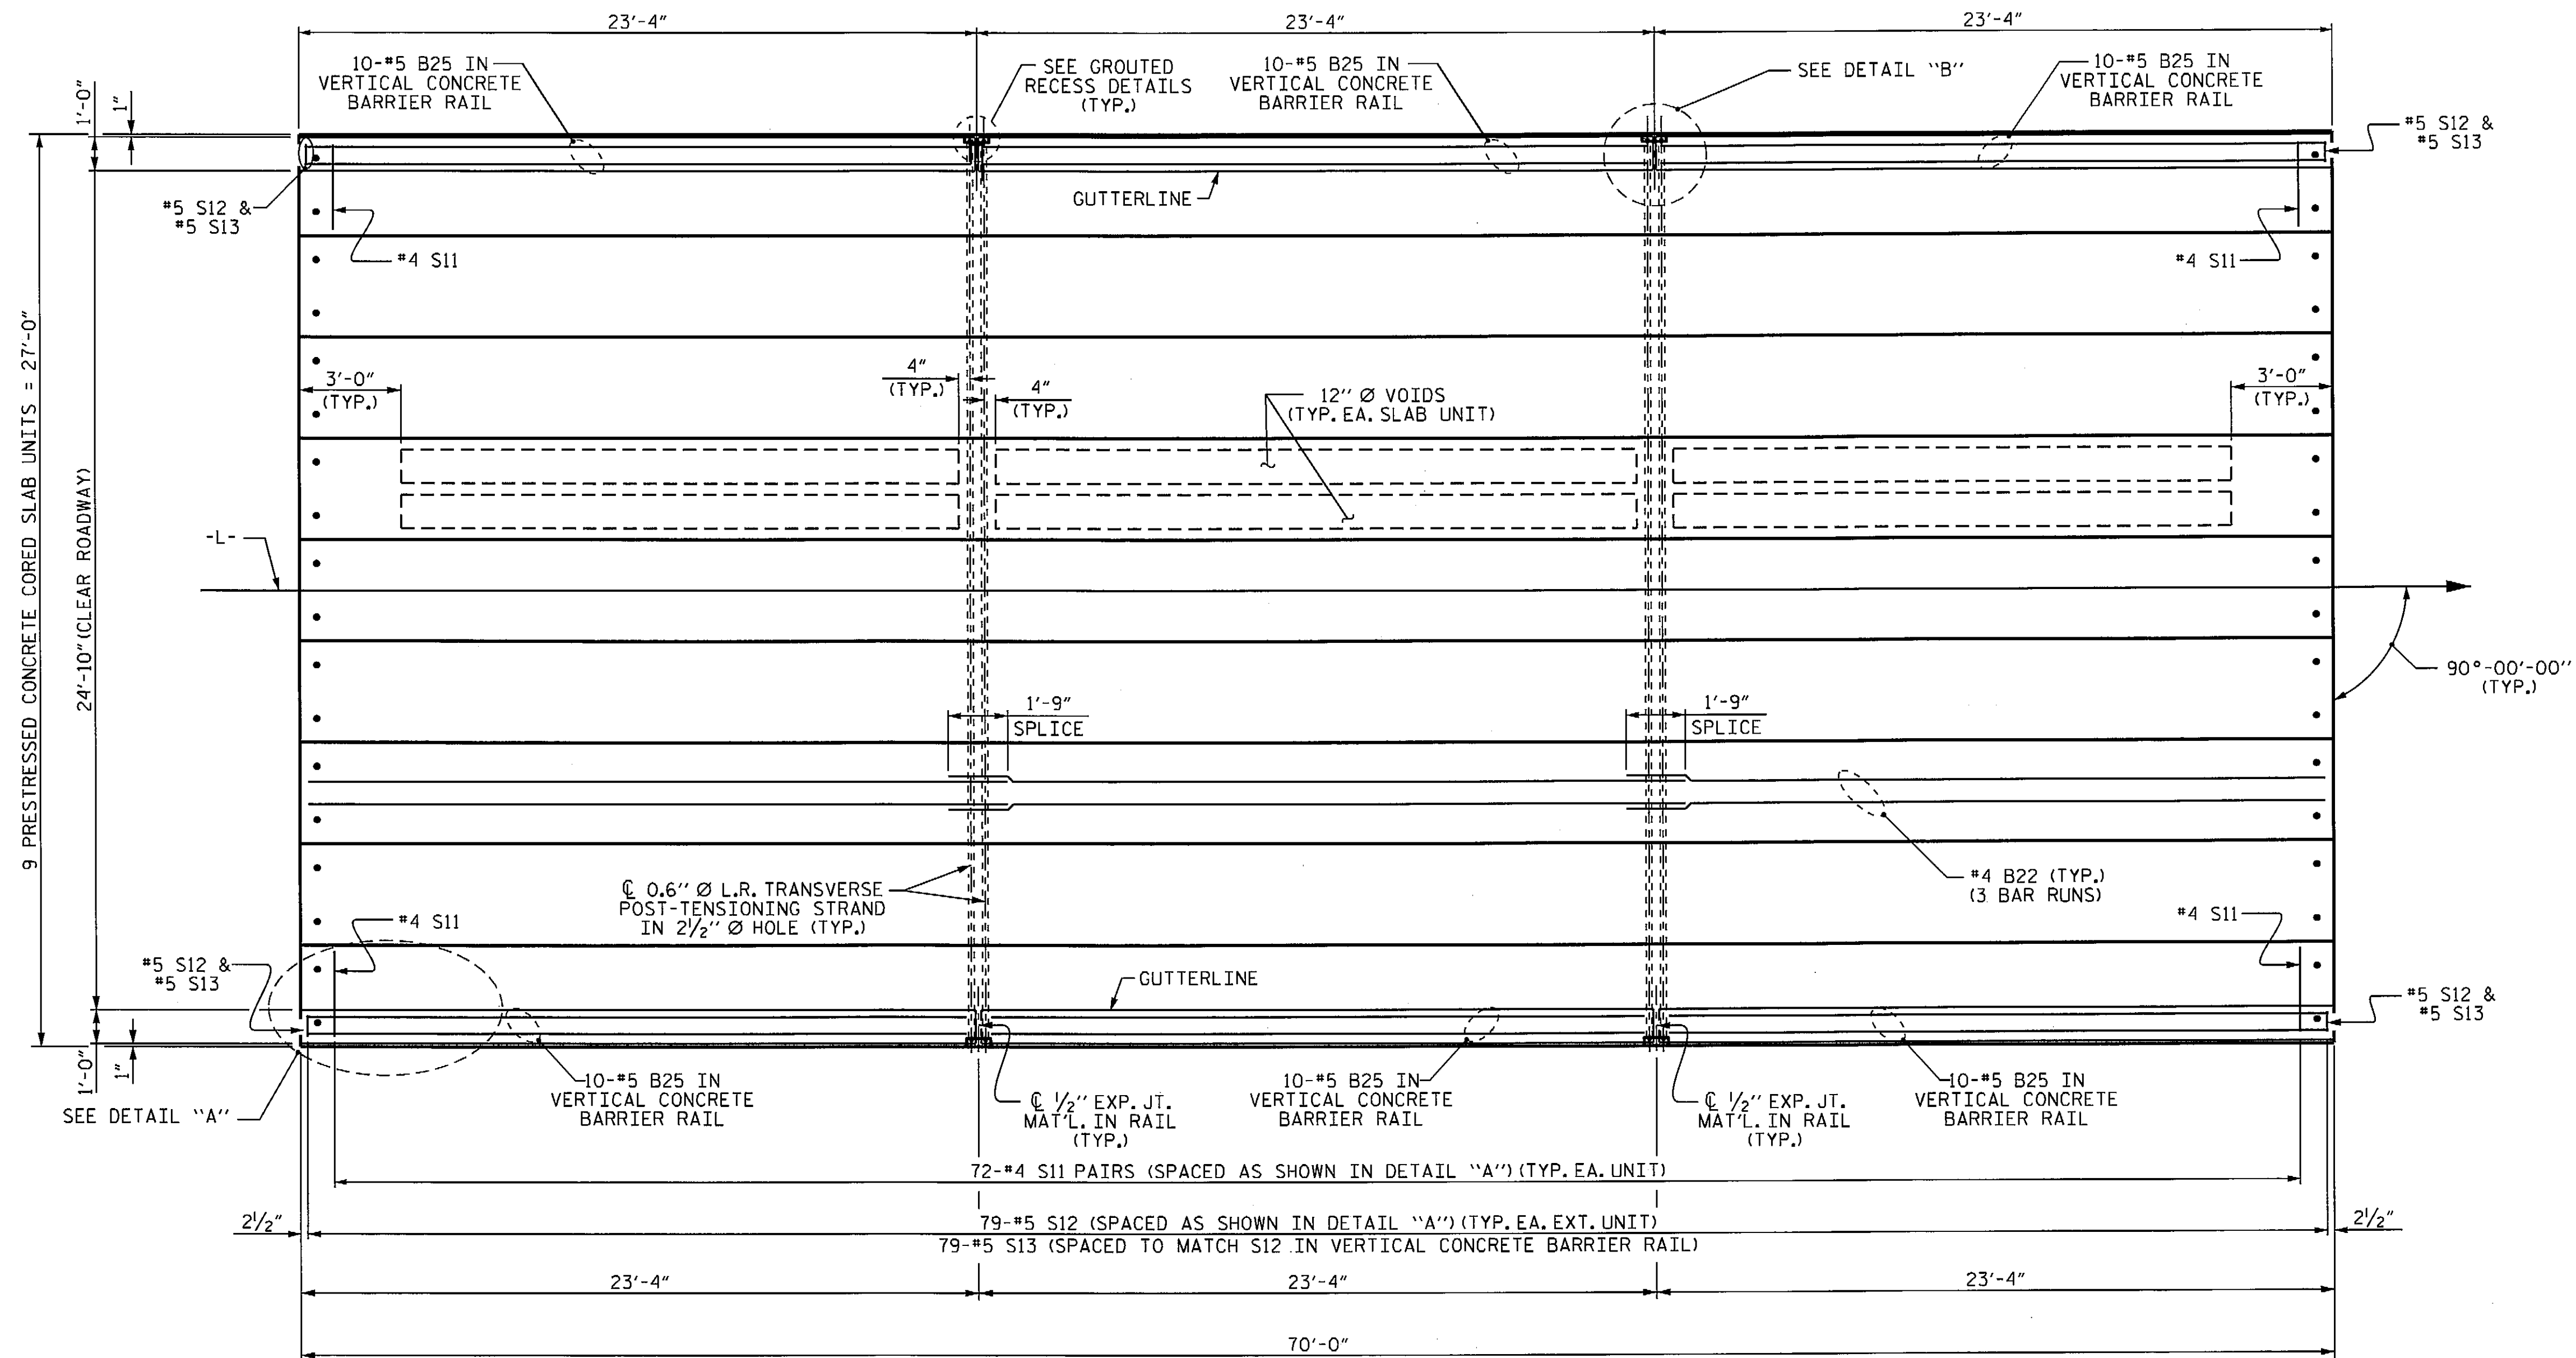 23'-4" 23'-4" 23'-4"
10-#5 B25 IN
VERTICAL CONCRETE
BARRIER RAIL
SEE GROUTED
RECESS DETAILS
(TYP.)
10-#5 B25 IN
VERTICAL CONCRETE
BARRIER RAIL
SEE DETAIL "B"
10-#5 B25 IN
VERTICAL CONCRETE
BARRIER RAIL
1'-0"
1"
#5 S12 &
#5 S13
#5 S12 &
#5 S13
GUTTERLINE
#4 S11
#4 S11
9 PRESTRESSED CONCRETE CORED SLAB UNITS = 27'-0"
24'-10" (CLEAR ROADWAY)
3'-0"
(TYP.)
4"
(TYP.)
4"
(TYP.)
12" Ø VOIDS
(TYP. EA. SLAB UNIT)
3'-0"
(TYP.)
-L-
90°-00'-00"
(TYP.)
1'-9"
SPLICE
1'-9"
SPLICE
℄ 0.6" Ø L.R. TRANSVERSE
POST-TENSIONING STRAND
IN 2½" Ø HOLE (TYP.)
#4 B22 (TYP.)
(3 BAR RUNS)
#4 S11
#4 S11
#5 S12 &
#5 S13
GUTTERLINE
#5 S12 &
#5 S13
1'-0"
1"
SEE DETAIL "A"
10-#5 B25 IN
VERTICAL CONCRETE
BARRIER RAIL
℄ ½" EXP. JT.
MAT'L. IN RAIL
(TYP.)
10-#5 B25 IN
VERTICAL CONCRETE
BARRIER RAIL
℄ ½" EXP. JT.
MAT'L. IN RAIL
(TYP.)
10-#5 B25 IN
VERTICAL CONCRETE
BARRIER RAIL
72-#4 S11 PAIRS (SPACED AS SHOWN IN DETAIL "A") (TYP. EA. UNIT)
2½" 79-#5 S12 (SPACED AS SHOWN IN DETAIL "A") (TYP. EA. EXT. UNIT) 2½"
79-#5 S13 (SPACED TO MATCH S12 IN VERTICAL CONCRETE BARRIER RAIL)
23'-4" 23'-4" 23'-4"
70'-0"